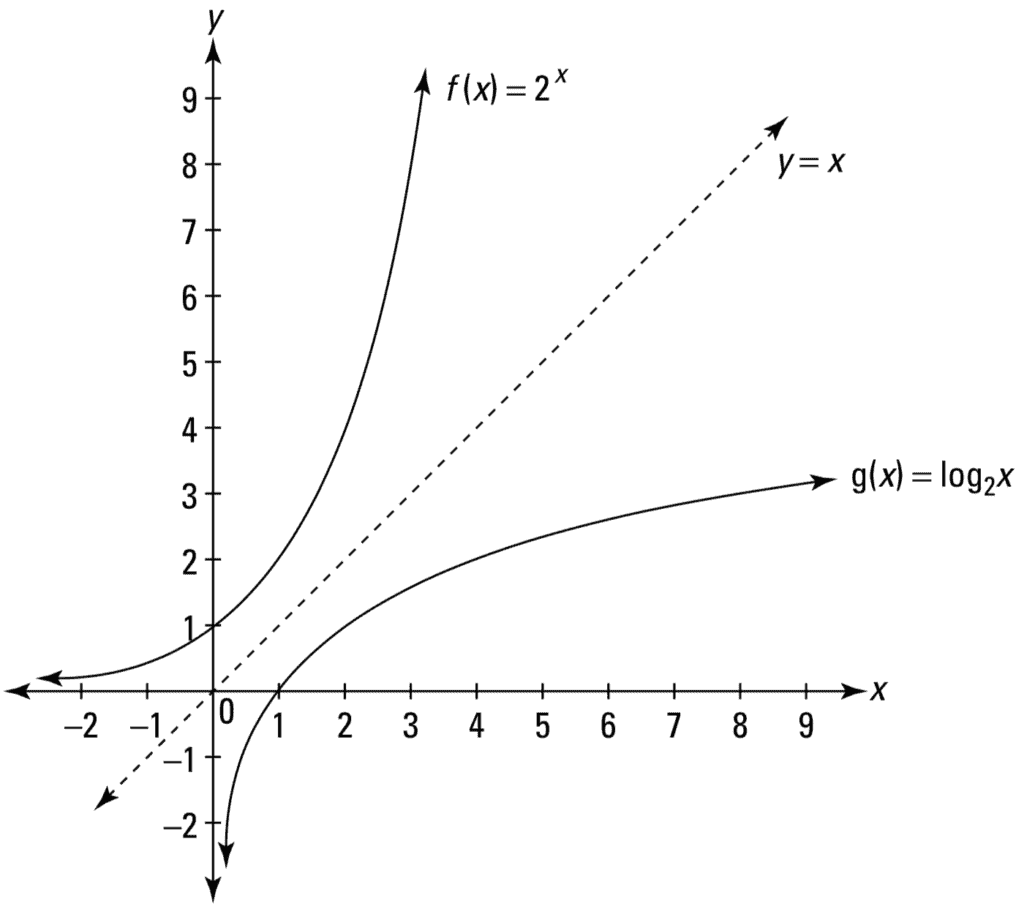 y
f(x) = 2ˣ
9
y = x
8
7
6
5
4
g(x) = log₂x
3
2
1
x
–2 –1 0 1 2 3 4 5 6 7 8 9
–1
–2